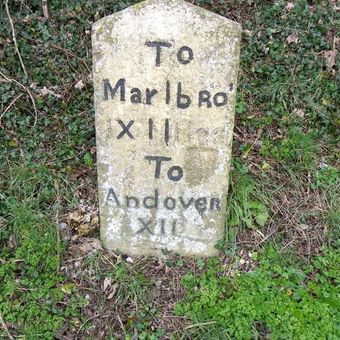 To
Marlbro'
XII
To
Andover
XII